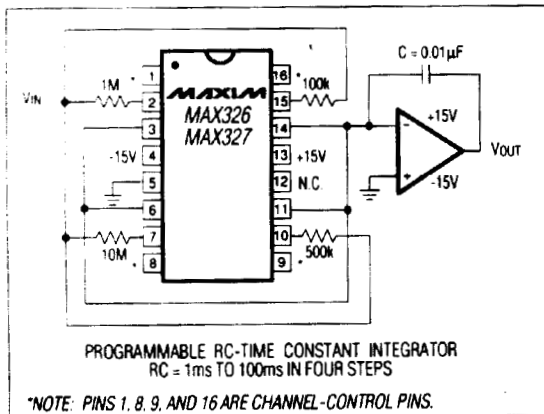 C = 0.01µF
1M
* 1 16 *
100k
VIN
2 MAXIM 15
MAX326
3 MAX327 14
- +15V
-15V 4 13 +15V
VOUT
5 12 N.C.
+ -15V
6 11
7 10
10M 500k
8 * 9 *
PROGRAMMABLE RC-TIME CONSTANT INTEGRATOR
RC = 1ms TO 100ms IN FOUR STEPS
*NOTE: PINS 1, 8, 9, AND 16 ARE CHANNEL-CONTROL PINS.